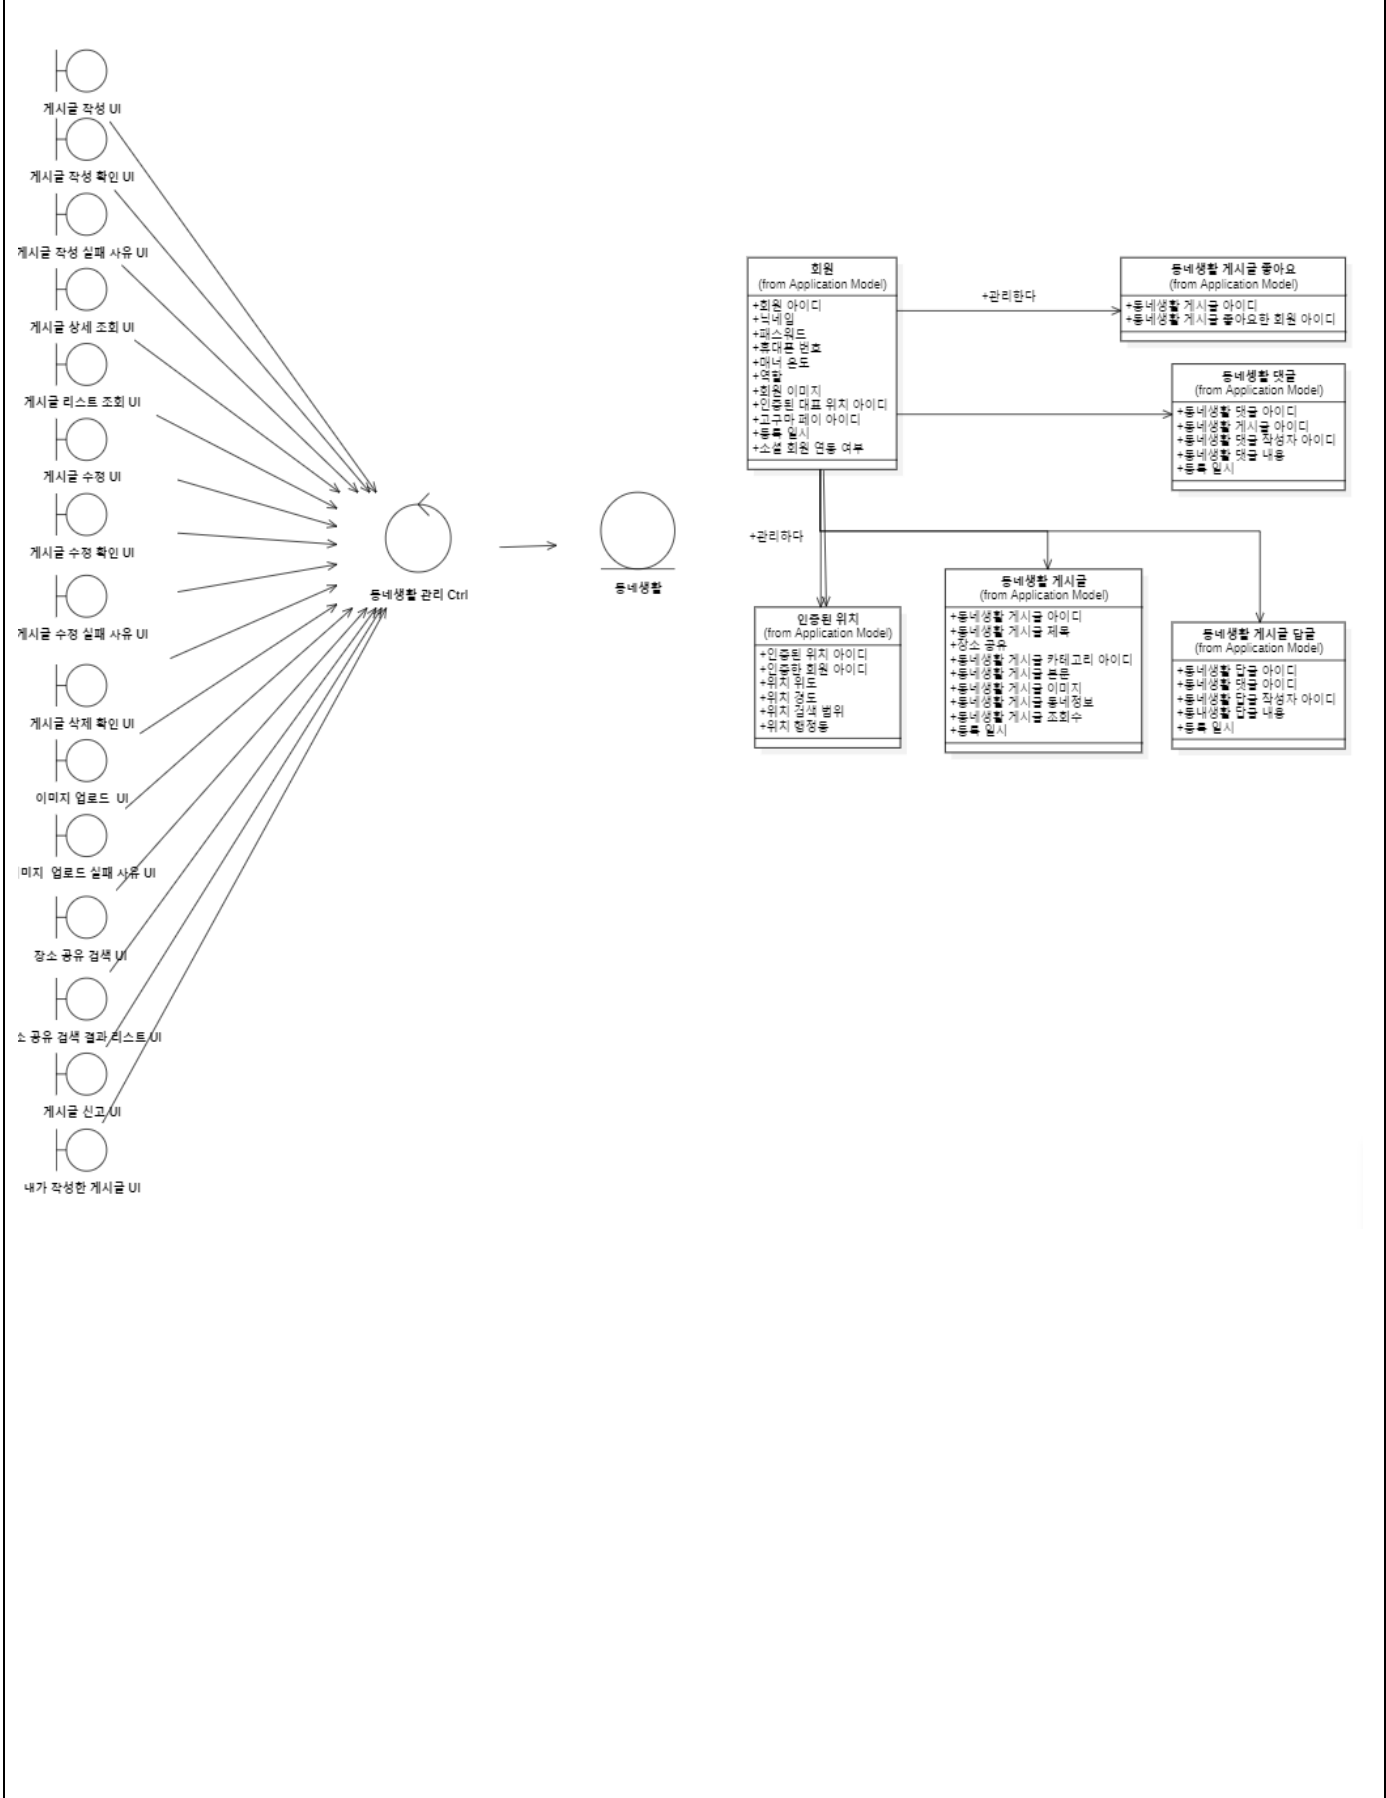 게시글 작성 UI
게시글 작성 확인 UI
게시글 작성 실패 사유 UI
게시글 상세 조회 UI
게시글 리스트 조회 UI
게시글 수정 UI
게시글 수정 확인 UI
게시글 수정 실패 사유 UI
게시글 삭제 확인 UI
이미지 업로드 UI
미지 업로드 실패 사유 UI
장소 공유 검색 UI
소 공유 검색 결과 리스트 UI
게시글 신고 UI
내가 작성한 게시글 UI
동네생활 관리 Ctrl
동네생활
회원
(from Application Model)
+회원 아이디
+닉네임
+패스워드
+휴대폰 번호
+매너 온도
+역할
+회원 이미지
+인증된 대표 위치 아이디
+고구마 페이 아이디
+등록 일시
+소셜 회원 연동 여부
+관리한다
동네생활 게시글 좋아요
(from Application Model)
+동네생활 게시글 아이디
+동네생활 게시글 좋아요한 회원 아이디
동네생활 댓글
(from Application Model)
+동네생활 댓글 아이디
+동네생활 게시글 아이디
+동네생활 댓글 작성자 아이디
+동네생활 댓글 내용
+등록 일시
+관리하다
인증된 위치
(from Application Model)
+인증된 위치 아이디
+인증한 회원 아이디
+위치 위도
+위치 경도
+위치 검색 범위
+위치 행정동
동네생활 게시글
(from Application Model)
+동네생활 게시글 아이디
+동네생활 게시글 제목
+장소 공유
+동네생활 게시글 카테고리 아이디
+동네생활 게시글 본문
+동네생활 게시글 이미지
+동네생활 게시글 동네정보
+동네생활 게시글 조회수
+등록 일시
동네생활 게시글 답글
(from Application Model)
+동네생활 답글 아이디
+동네생활 댓글 아이디
+동네생활 답글 작성자 아이디
+동내생활 답글 내용
+등록 일시